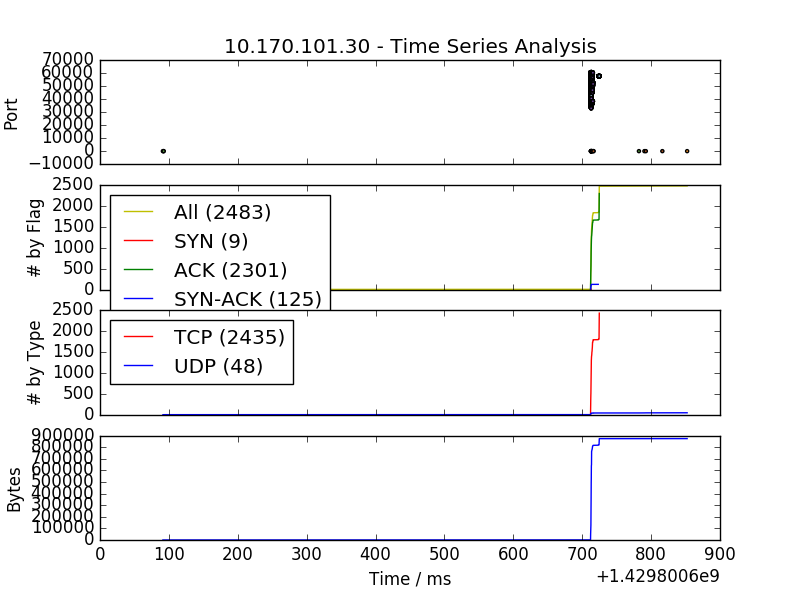 10.170.101.30 - Time Series Analysis
70000
60000
50000
40000
30000
20000
10000
0
−10000
Port
2500
2000
1500
1000
500
0
# by Flag
All (2483)
SYN (9)
ACK (2301)
SYN-ACK (125)
2500
2000
1500
1000
500
0
# by Type
TCP (2435)
UDP (48)
900000
800000
700000
600000
500000
400000
300000
200000
100000
0
Bytes
0 100 200 300 400 500 600 700 800 900
Time / ms
+1.4298006e9